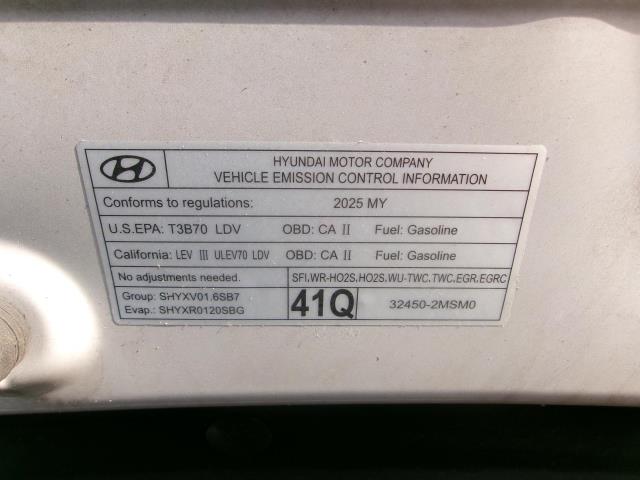 HYUNDAI MOTOR COMPANY
VEHICLE EMISSION CONTROL INFORMATION
Conforms to regulations: 2025 MY
U.S.EPA: T3B70 LDV OBD: CA II Fuel: Gasoline
California: LEV III ULEV70 LDV OBD: CA II Fuel: Gasoline
No adjustments needed. SFI,WR-HO2S,HO2S,WU-TWC,TWC,EGR,EGRC
Group: SHYXV01.6SB7
Evap.: SHYXR0120SBG
41Q
32450-2MSM0